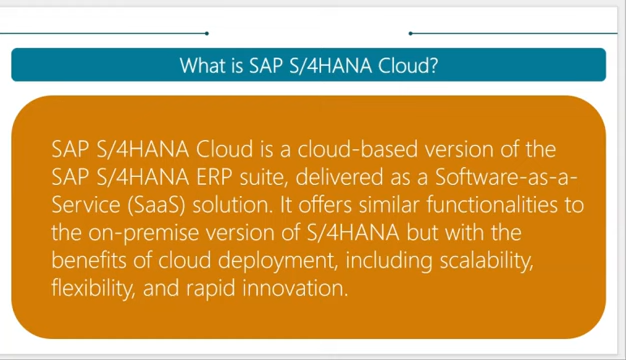 What is SAP S/4HANA Cloud?
SAP S/4HANA Cloud is a cloud-based version of the
SAP S/4HANA ERP suite, delivered as a Software-as-a-
Service (SaaS) solution. It offers similar functionalities to
the on-premise version of S/4HANA but with the
benefits of cloud deployment, including scalability,
flexibility, and rapid innovation.